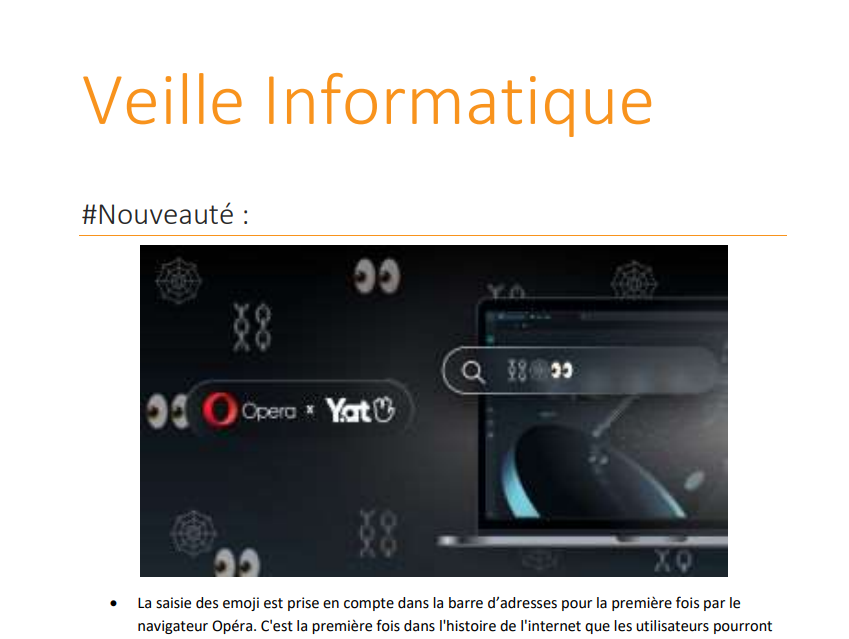 Veille Informatique
#Nouveauté :
Opera x Y.at
La saisie des emoji est prise en compte dans la barre d’adresses pour la première fois par le
navigateur Opéra. C'est la première fois dans l'histoire de l'internet que les utilisateurs pourront